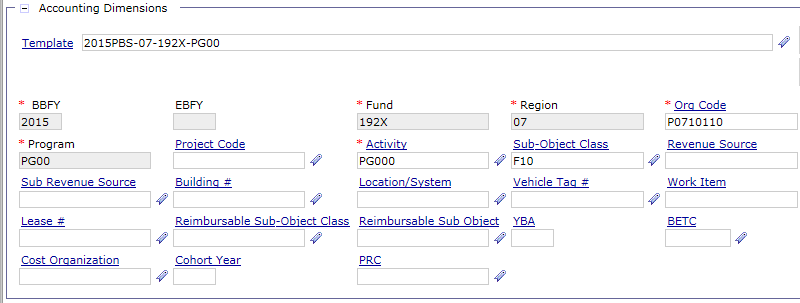 Accounting Dimensions
Template 2015PBS-07-192X-PG00
* BBFY EBFY * Fund * Region * Org Code
2015 192X 07 P0710110
* Program Project Code * Activity Sub-Object Class Revenue Source
PG00 PG000 F10
Sub Revenue Source Building # Location/System Vehicle Tag # Work Item
Lease # Reimbursable Sub-Object Class Reimbursable Sub Object YBA BETC
Cost Organization Cohort Year PRC